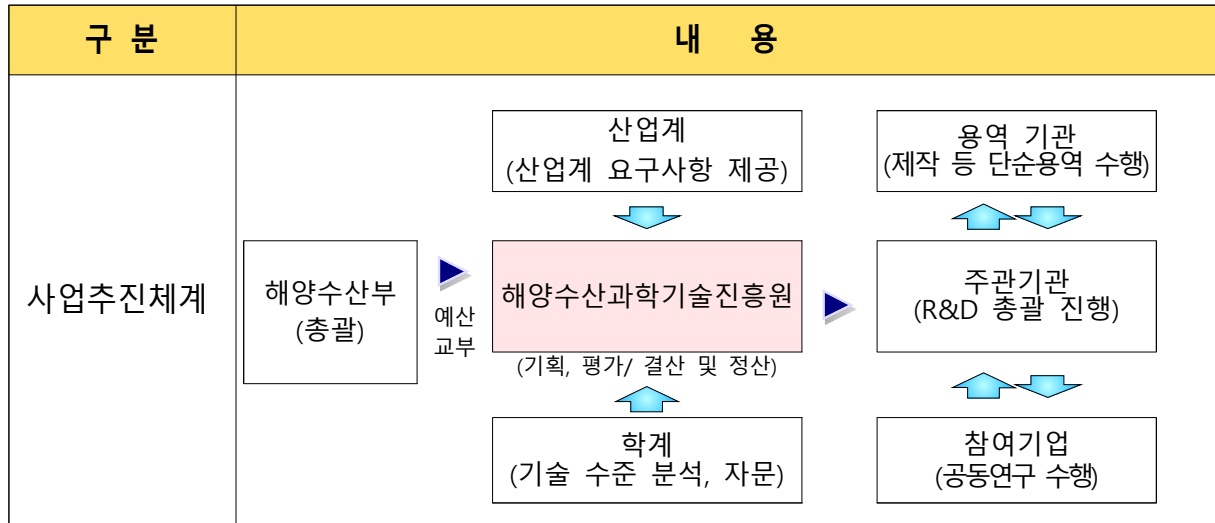 구 분
내 용
사업추진체계
해양수산부
(총괄)
예산
교부
산업계
(산업계 요구사항 제공)
해양수산과학기술진흥원
(기획, 평가/ 결산 및 정산)
학계
(기술 수준 분석, 자문)
용역 기관
(제작 등 단순용역 수행)
주관기관
(R&D 총괄 진행)
참여기업
(공동연구 수행)